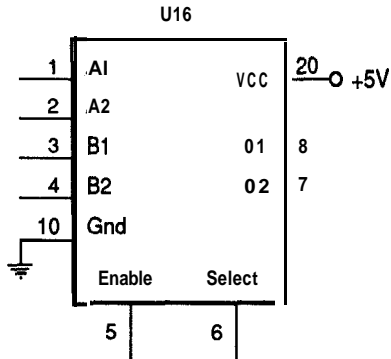 U16
1 A1 VCC 20 +5V
2 A2
3 B1 01 8
4 B2 02 7
10 Gnd
Enable Select
5 6